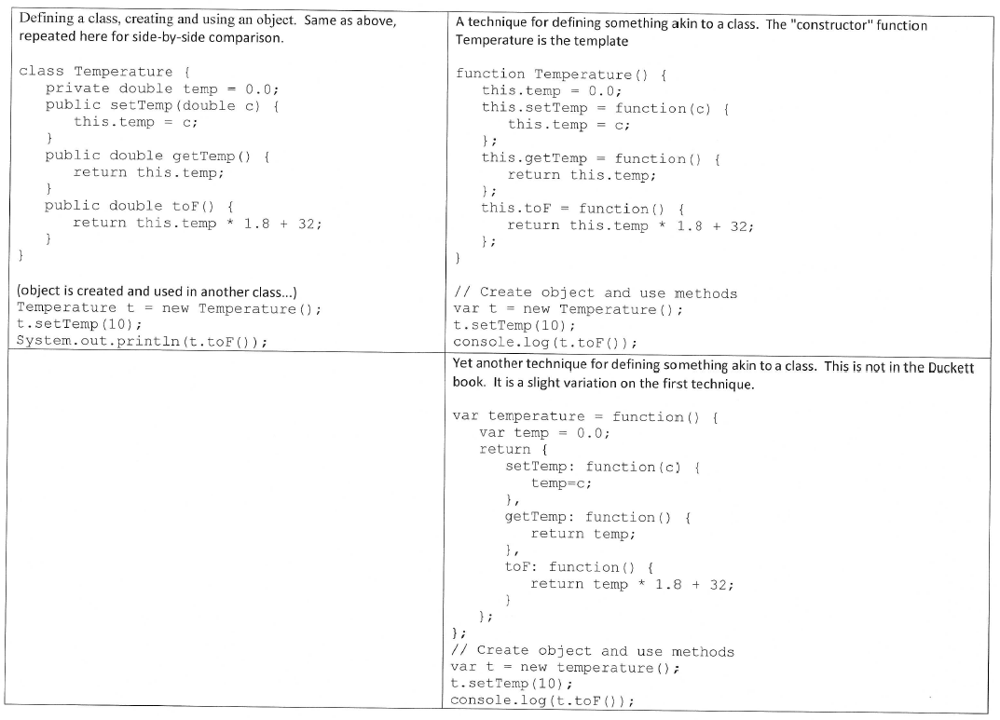 Defining a class, creating and using an object.  Same as above,
repeated here for side-by-side comparison.
class Temperature {
   private double temp = 0.0;
   public setTemp(double c) {
      this.temp = c;
   }
   public double getTemp() {
      return this.temp;
   }
   public double toF() {
      return this.temp * 1.8 + 32;
   }
}
(object is created and used in another class...)
Temperature t = new Temperature();
t.setTemp(10);
System.out.println(t.toF());
A technique for defining something akin to a class.  The "constructor" function
Temperature is the template
function Temperature() {
   this.temp = 0.0;
   this.setTemp = function(c) {
      this.temp = c;
   };
   this.getTemp = function() {
      return this.temp;
   };
   this.toF = function() {
      return this.temp * 1.8 + 32;
   };
}
// Create object and use methods
var t = new Temperature();
t.setTemp(10);
console.log(t.toF());
Yet another technique for defining something akin to a class.  This is not in the Duckett
book.  It is a slight variation on the first technique.
var temperature = function() {
   var temp = 0.0;
   return {
      setTemp: function(c) {
         temp=c;
      },
      getTemp: function() {
         return temp;
      },
      toF: function() {
         return temp * 1.8 + 32;
      }
   };
};
// Create object and use methods
var t = new temperature();
t.setTemp(10);
console.log(t.toF());